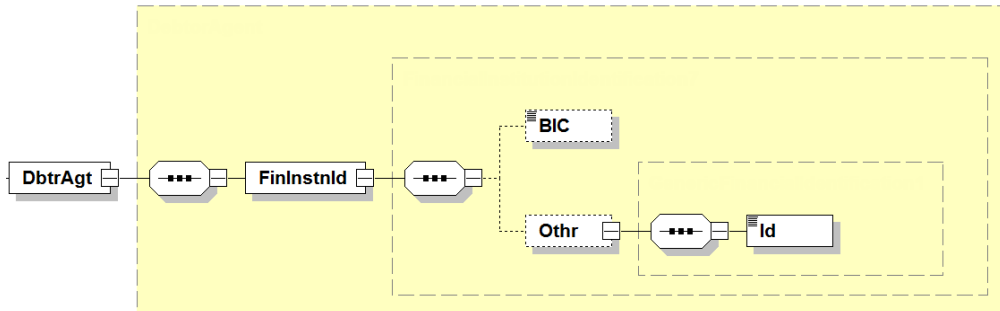 BIC
DbtrAgt
FinInstnId
Othr
Id